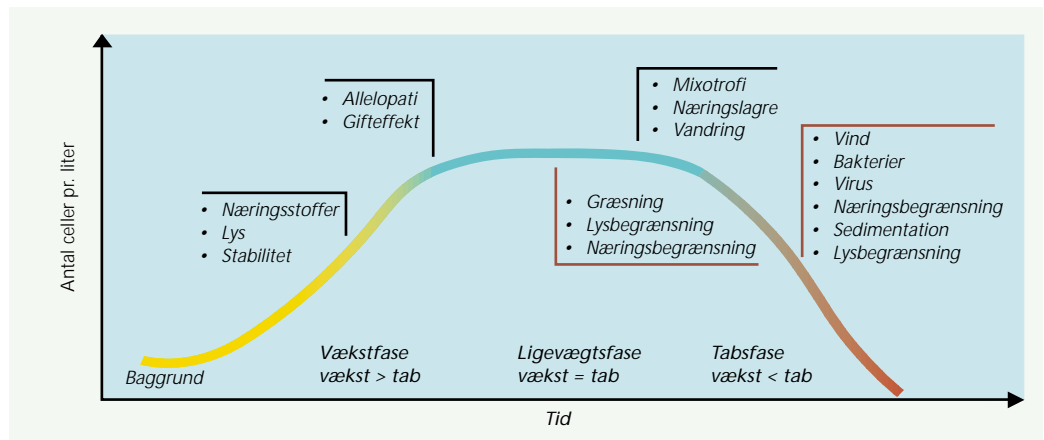 Antal celler pr. liter
• Allelopati
• Gifteffekt
• Mixotrofi
• Næringslagre
• Vandring
• Næringsstoffer
• Lys
• Stabilitet
• Græsning
• Lysbegrænsning
• Næringsbegrænsning
• Vind
• Bakterier
• Virus
• Næringsbegrænsning
• Sedimentation
• Lysbegrænsning
Baggrund
Vækstfase
vækst > tab
Ligevægtsfase
vækst = tab
Tabsfase
vækst < tab
Tid